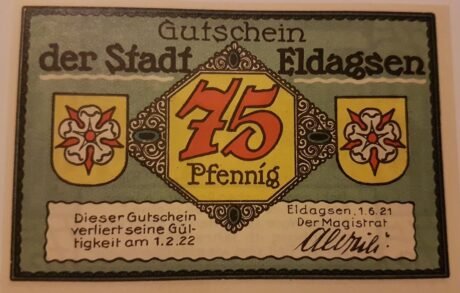 Gutschein
der Stadt Eldagsen
75
Pfennig
Dieser Gutschein
verliert seine Gül-
tigkeit am 1.2.22
Eldagsen, 1.6.21
Der Magistrat